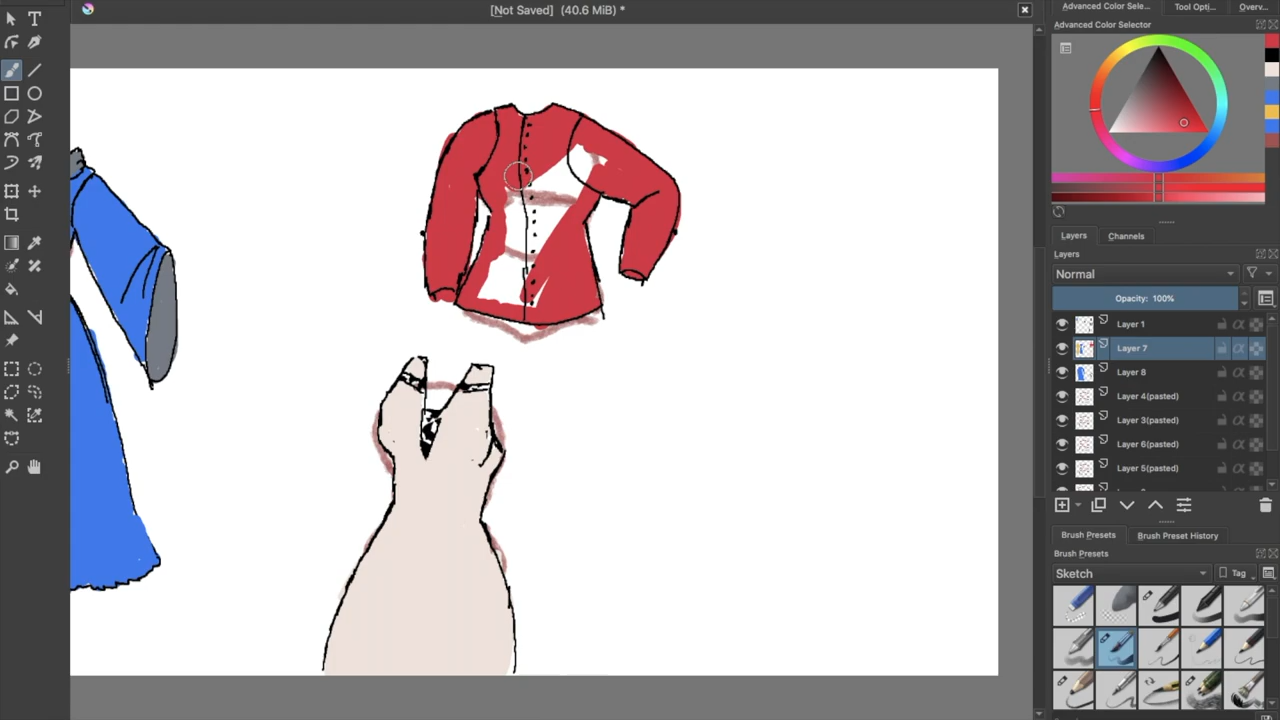 [Not Saved] (40.6 MiB) *
Advanced Color Sele...
Tool Opti...
Overv...
Advanced Color Selector
Layers
Channels
Layers
Normal
Opacity: 100%
Layer 1
Layer 7
Layer 8
Layer 4(pasted)
Layer 3(pasted)
Layer 6(pasted)
Layer 5(pasted)
Brush Presets
Brush Preset History
Brush Presets
Sketch
Tag